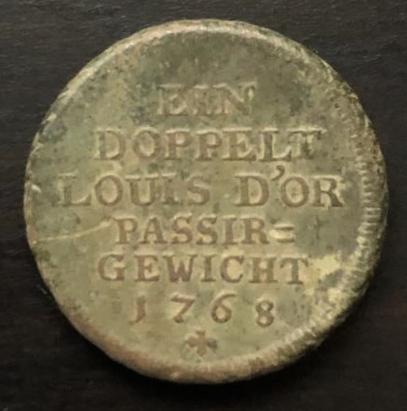 EIN
DOPPELT
LOUIS D'OR
PASSIR=
GEWICHT
1768